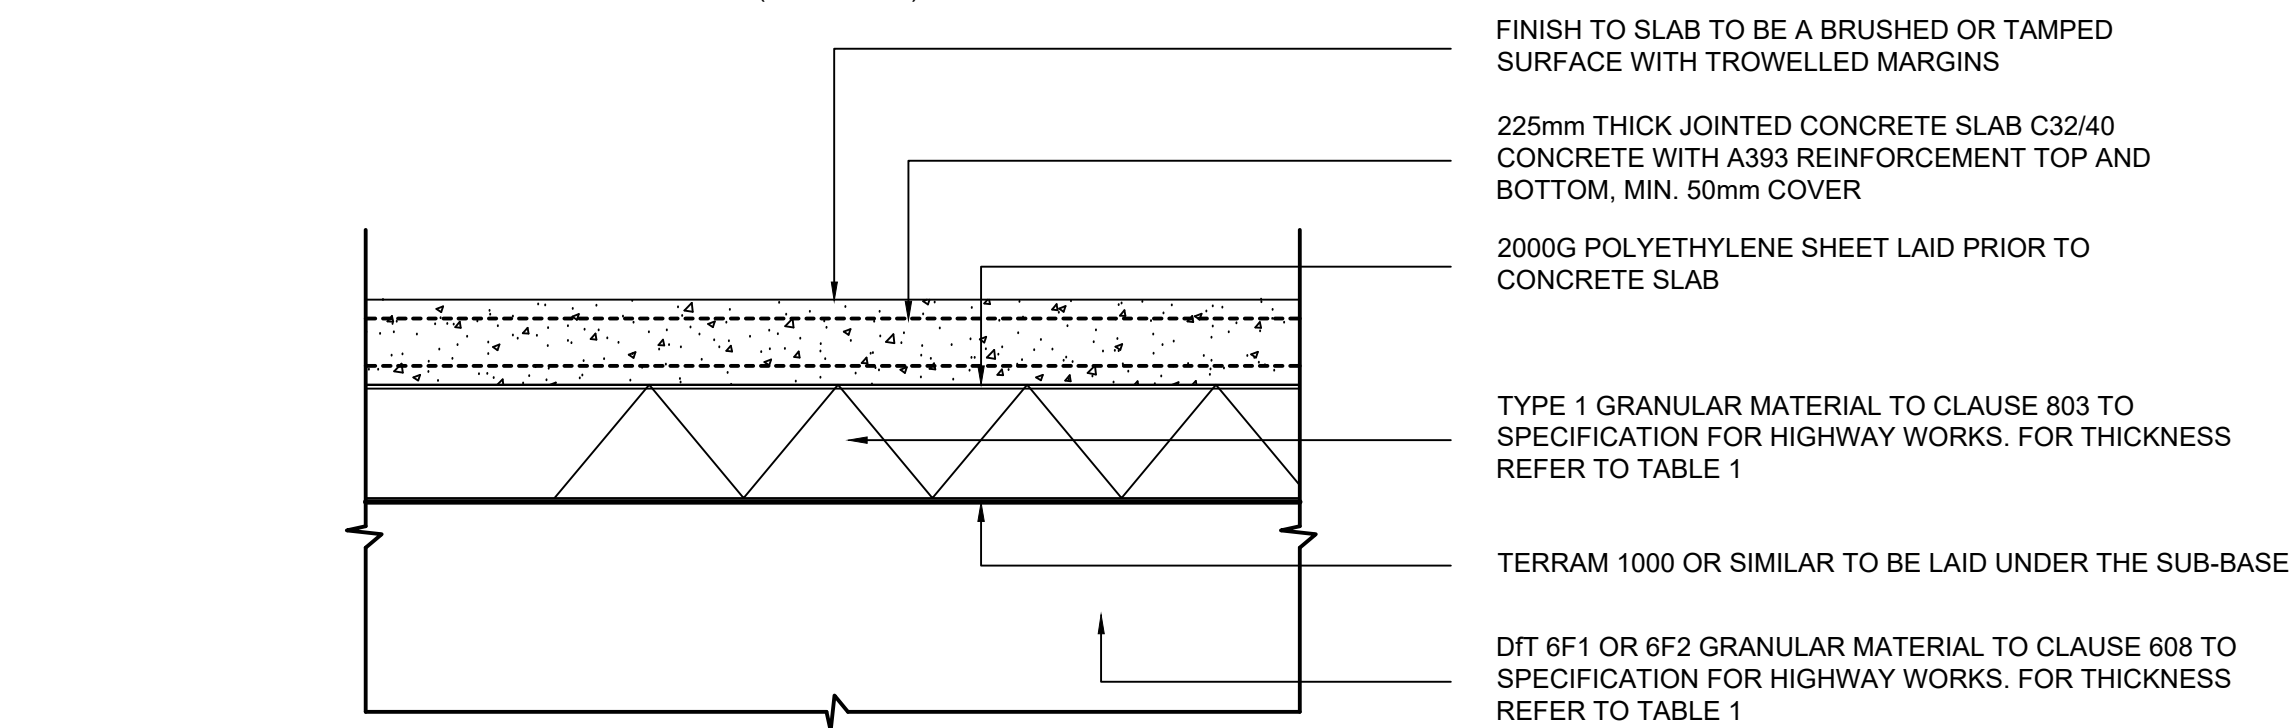 FINISH TO SLAB TO BE A BRUSHED OR TAMPED
SURFACE WITH TROWELLED MARGINS
225mm THICK JOINTED CONCRETE SLAB C32/40
CONCRETE WITH A393 REINFORCEMENT TOP AND
BOTTOM, MIN. 50mm COVER
2000G POLYETHYLENE SHEET LAID PRIOR TO
CONCRETE SLAB
TYPE 1 GRANULAR MATERIAL TO CLAUSE 803 TO
SPECIFICATION FOR HIGHWAY WORKS. FOR THICKNESS
REFER TO TABLE 1
TERRAM 1000 OR SIMILAR TO BE LAID UNDER THE SUB-BASE
DfT 6F1 OR 6F2 GRANULAR MATERIAL TO CLAUSE 608 TO
SPECIFICATION FOR HIGHWAY WORKS. FOR THICKNESS
REFER TO TABLE 1